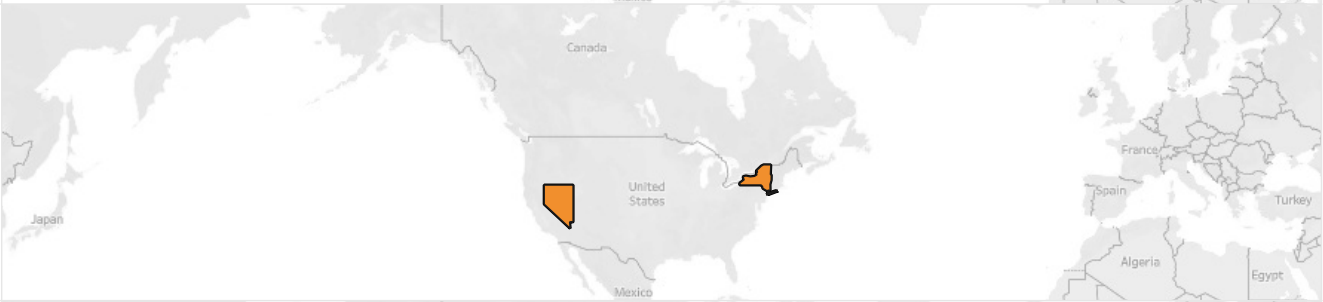 Canada
France
United
States
Spain
Turkey
Japan
Algeria
Egypt
Mexico